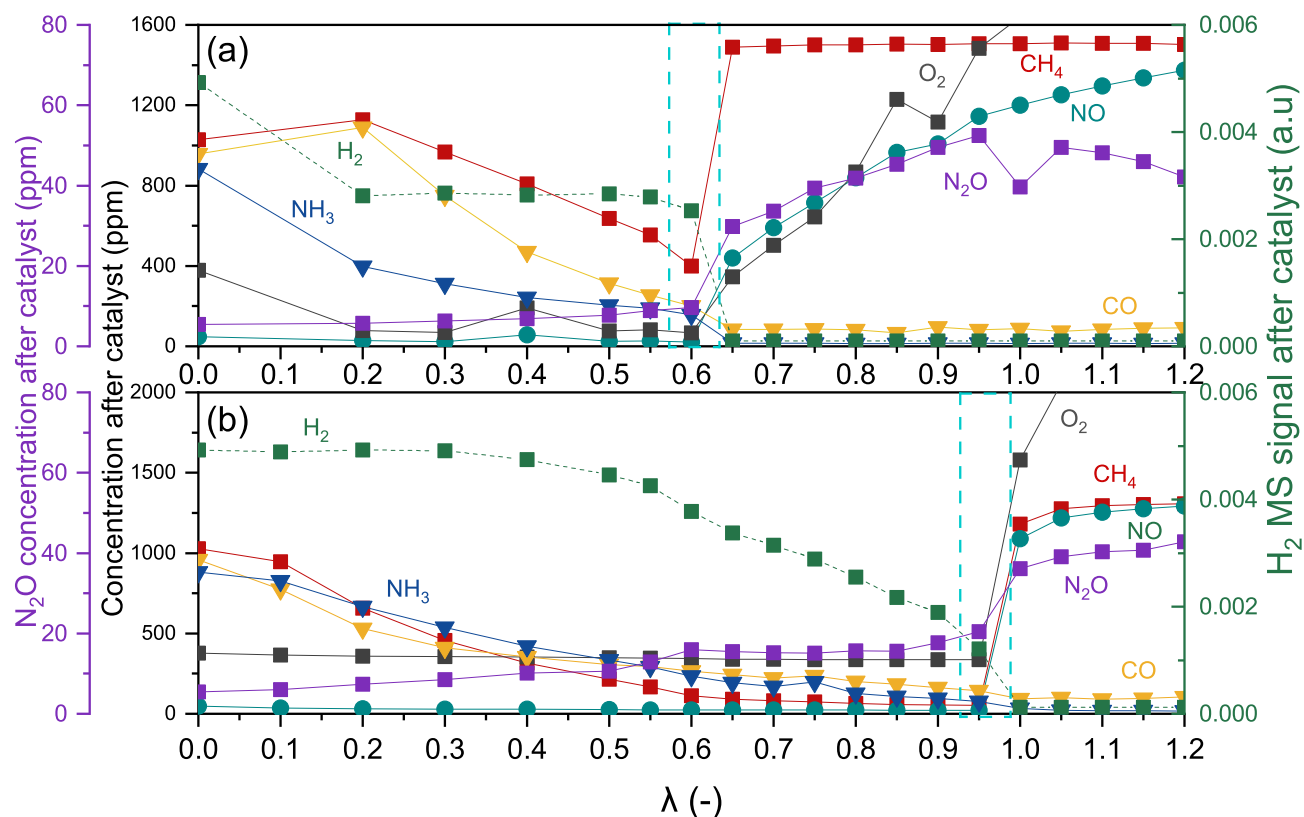 N₂O concentration after catalyst (ppm)
80
60
40
20
0
80
60
40
20
0
Concentration after catalyst (ppm)
1600
1200
800
400
0
2000
1500
1000
500
0
(a)
H₂
NH₃
O₂
CH₄
NO
N₂O
CO
0.0 0.1 0.2 0.3 0.4 0.5 0.6 0.7 0.8 0.9 1.0 1.1 1.2
(b)
H₂
NH₃
O₂
CH₄
NO
N₂O
CO
0.0 0.1 0.2 0.3 0.4 0.5 0.6 0.7 0.8 0.9 1.0 1.1 1.2
λ (-)
0.006
0.004
0.002
0.000
0.006
0.004
0.002
0.000
H₂ MS signal after catalyst (a.u)